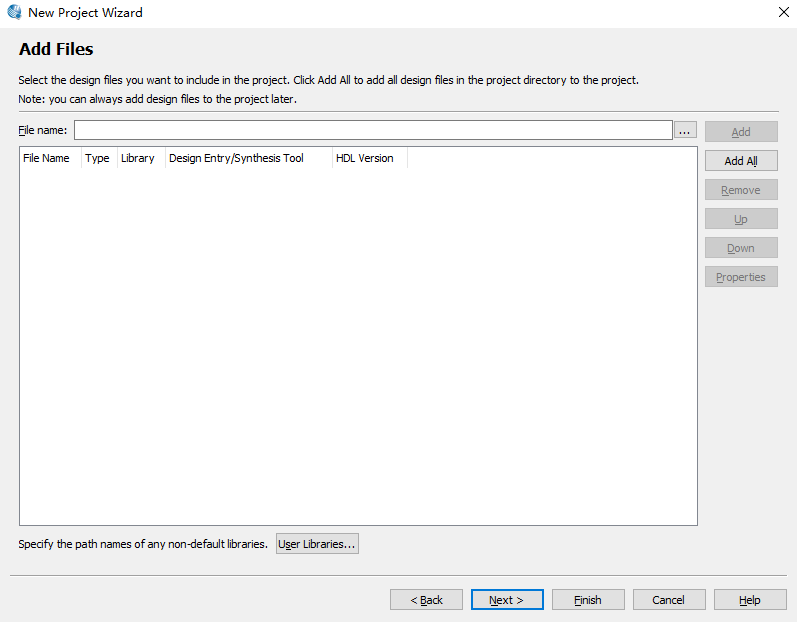 New Project Wizard
Add Files
Select the design files you want to include in the project. Click Add All to add all design files in the project directory to the project.
Note: you can always add design files to the project later.
File name: ... Add
File Name Type Library Design Entry/Synthesis Tool HDL Version
Add All
Remove
Up
Down
Properties
Specify the path names of any non-default libraries. User Libraries...
< Back Next > Finish Cancel Help